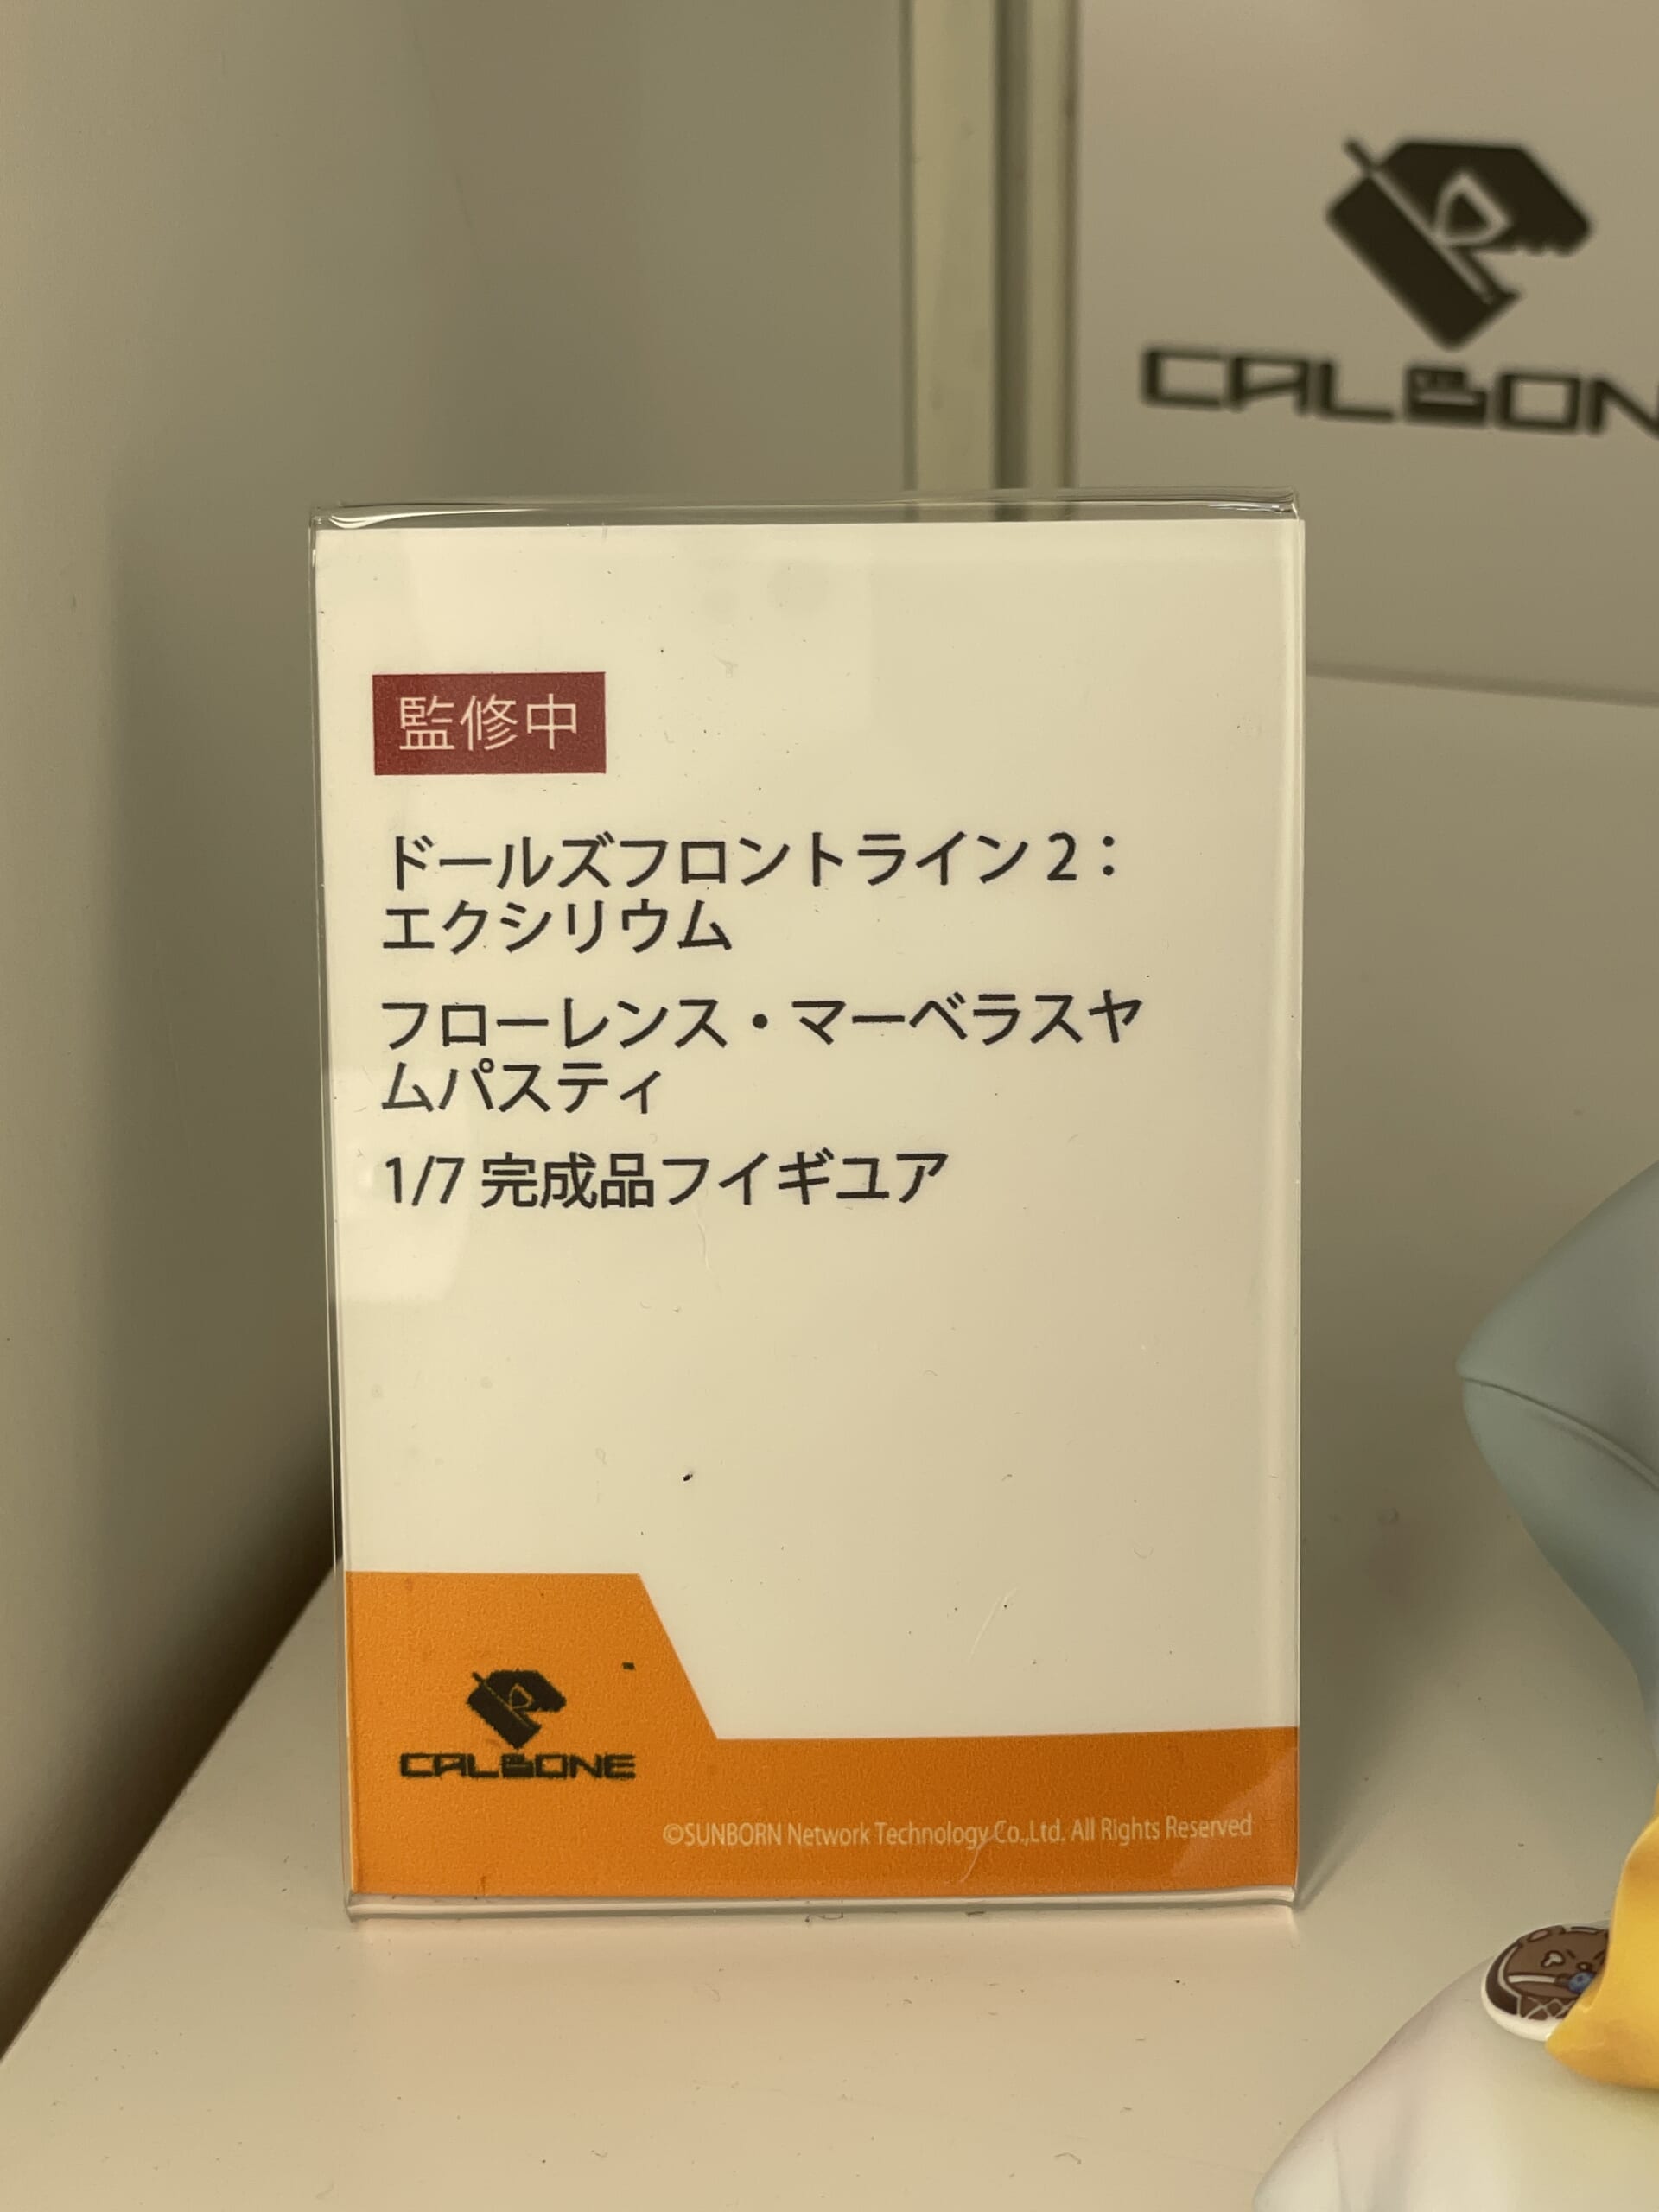 CALBON
監修中
ドールズフロントライン 2：
エクシリウム
フローレンス・マーベラスヤ
ムパスティ
1/7 完成品フイギユア
CALBONE
©SUNBORN Network Technology Co.,Ltd. All Rights Reserved